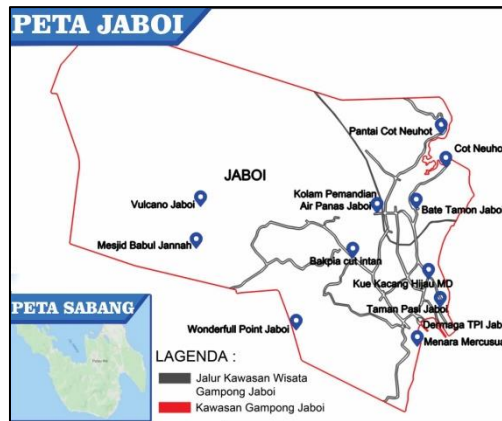 PETA JABOI
Pantai Cot Neuhot
Cot Neuhot
JABOI
Kolam Pemandian
Air Panas Jaboi
Vulcano Jaboi
Bate Tamon Jaboi
Mesjid Babul Jannah
Bakpia cut intan
Kue Kacang Hijau MD
Taman Pasi Jaboi
PETA SABANG
Wonderfull Point Jaboi
Dermaga TPI Jab
Menara Mercusua
LAGENDA :
Jalur Kawasan Wisata
Gampong Jaboi
Kawasan Gampong Jaboi